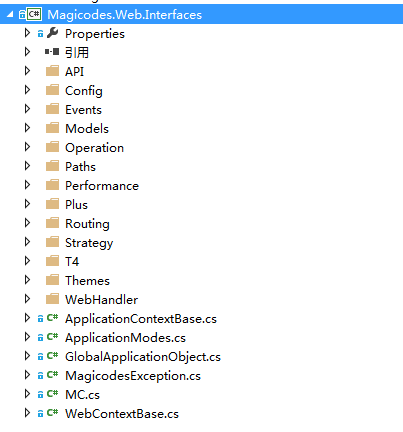 Magicodes.Web.Interfaces
Properties
引用
API
Config
Events
Models
Operation
Paths
Performance
Plus
Routing
Strategy
T4
Themes
WebHandler
C# ApplicationContextBase.cs
C# ApplicationModes.cs
C# GlobalApplicationObject.cs
C# MagicodesException.cs
C# MC.cs
C# WebContextBase.cs